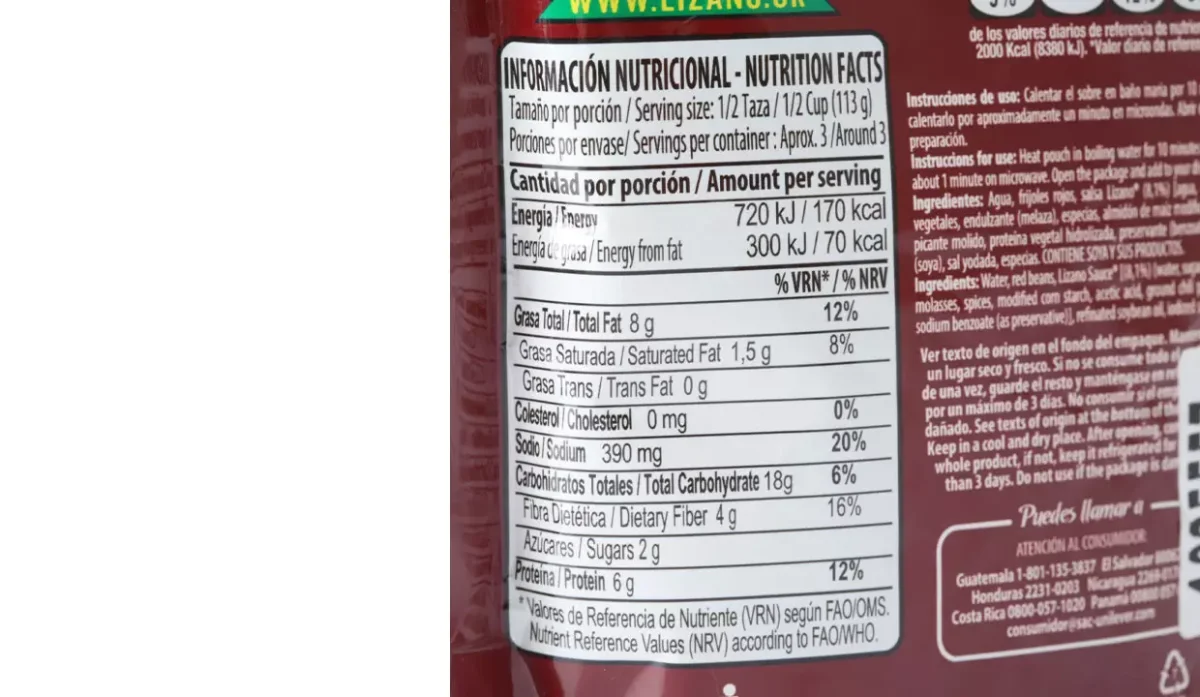 WWW.LIZANO.CR
INFORMACIÓN NUTRICIONAL - NUTRITION FACTS
Tamaño por porción / Serving size: 1/2 Taza / 1/2 Cup (113 g)
Porciones por envase/ Servings per container : Aprox. 3 /Around 3
Cantidad por porción / Amount per serving
Energía / Energy 720 kJ / 170 kcal
Energía de grasa / Energy from fat 300 kJ / 70 kcal
% VRN* / % NRV
Grasa Total / Total Fat 8 g 12%
Grasa Saturada / Saturated Fat 1,5 g 8%
Grasa Trans / Trans Fat 0 g
Colesterol / Cholesterol 0 mg 0%
Sodio / Sodium 390 mg 20%
Carbohidratos Totales / Total Carbohydrate 18g 6%
Fibra Dietética / Dietary Fiber 4 g 16%
Azúcares / Sugars 2 g
Proteína / Protein 6 g 12%
* Valores de Referencia de Nutriente (VRN) según FAO/OMS.
Nutrient Reference Values (NRV) according to FAO/WHO.
de los valores diarios de referencia de
2000 Kcal (8380 kJ). *Valor diario de
Instrucciones de uso: Calentar el sobre en baño maría por 10
calentarlo por aproximadamente un minuto en microondas.
preparación.
Instruccions for use: Heat pouch in boiling water for 10
about 1 minute on microwave. Open the package and add
Ingredientes: Agua, frijoles rojos, salsa Lizano* (8,1%)
vegetales, endulzante (melaza), especias, almidón de maíz
picante molido, proteína vegetal hidrolizada, preservante
(soya), sal yodada, especias. CONTIENE SOYA Y SUS PRODUCTOS.
Ingredients: Water, red beans, Lizano Sauce* (8,1%)
molasses, spices, modified corn starch, acetic acid, ground
sodium benzoate (as preservative)], refinated soybean oil,
Ver texto de origen en el fondo del empaque.
un lugar seco y fresco. Si no se consume todo
de una vez, guarde el resto y manténgase en
por un máximo de 3 días. No consumir si el
dañado. See texts of origin at the bottom of the
Keep in a cool and dry place. After opening,
whole product, if not, keep it refrigerated
than 3 days. Do not use if the package is
Puedes llamar a
ATENCIÓN AL CONSUMIDOR
Guatemala 1-801-135-3837 El Salvador
Honduras 2231-0203 Nicaragua
Costa Rica 0800-057-1020 Panamá
consumidor@sac-unilever.com